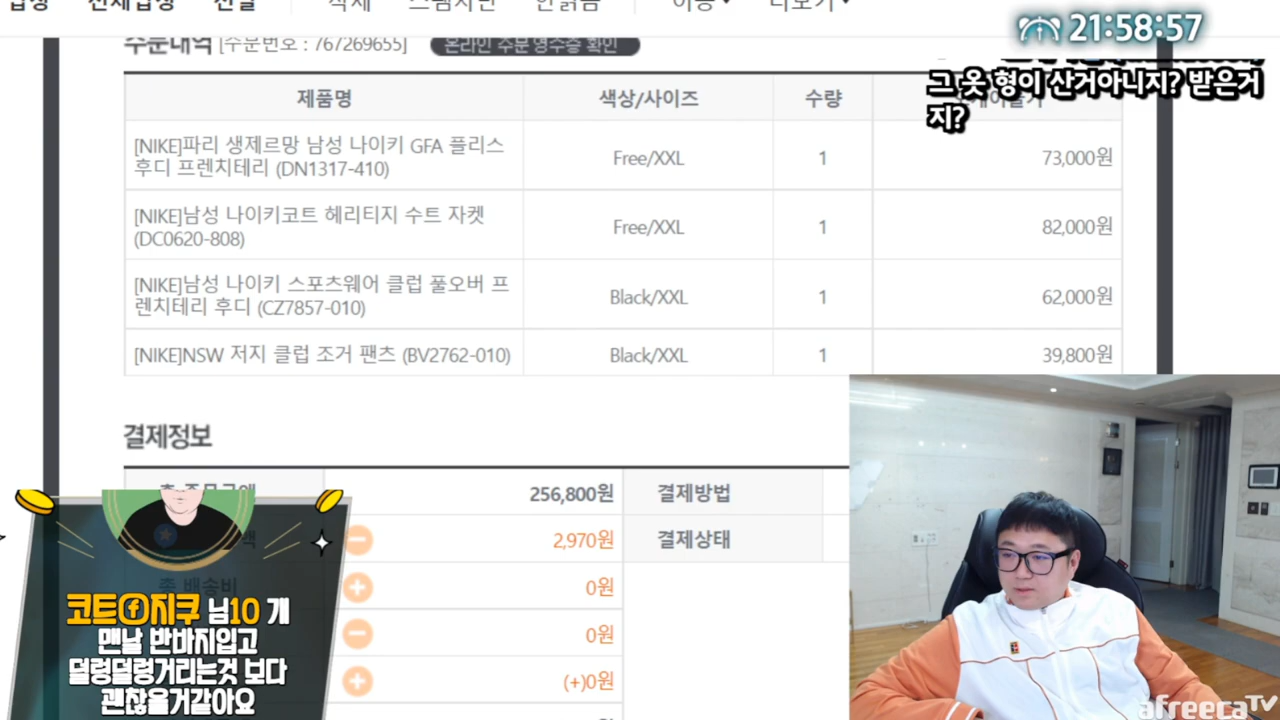 21:58:57
주문내역 [주문번호 : 767269655] 온라인 주문 영수증 확인
그 옷 형이 산거아니지? 받은거
지?
제품명 색상/사이즈 수량
[NIKE]파리 생제르망 남성 나이키 GFA 플리스
후디 프렌치테리 (DN1317-410)
Free/XXL 1 73,000원
[NIKE]남성 나이키코트 헤리티지 수트 자켓
(DC0620-808)
Free/XXL 1 82,000원
[NIKE]남성 나이키 스포츠웨어 클럽 풀오버 프
렌치테리 후디 (CZ7857-010)
Black/XXL 1 62,000원
[NIKE]NSW 저지 클럽 조거 팬츠 (BV2762-010) Black/XXL 1 39,800원
결제정보
256,800원 결제방법
2,970원 결제상태
총 배송비 0원
0원
(+)0원
코트ⓕ지쿠 님10 개
맨날 반바지입고
덜렁덜렁거리는것 보다
괜찮을거같아요
afreecaTV